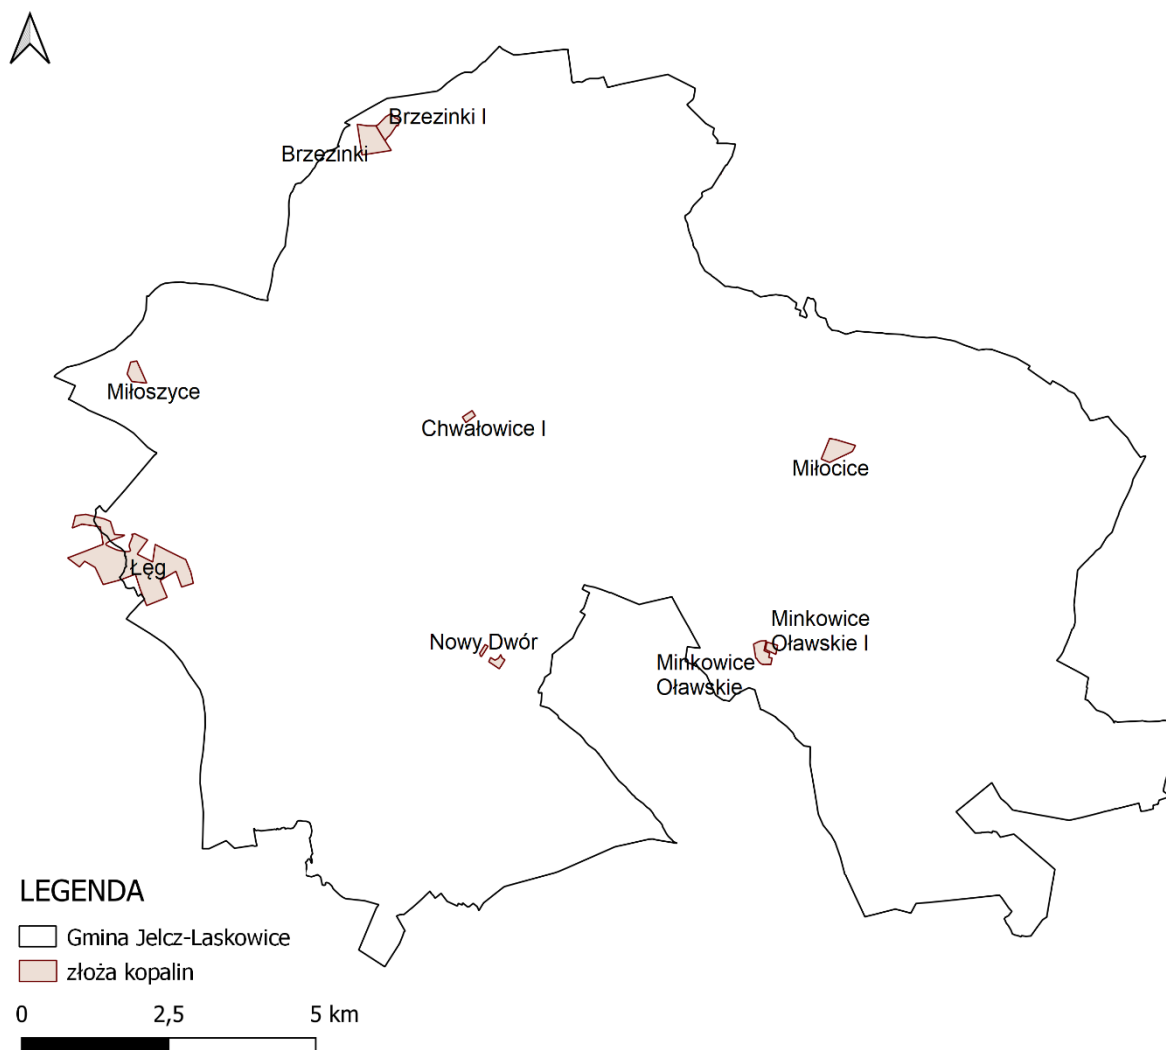 Brzezinki I
Brzezinki
Miłoszyce
Chwałowice I
Miłocice
Łęg
Nowy Dwór
Minkowice
Oławskie I
Minkowice
Oławskie
LEGENDA
Gmina Jelcz-Laskowice
złoża kopalin
0 2,5 5 km